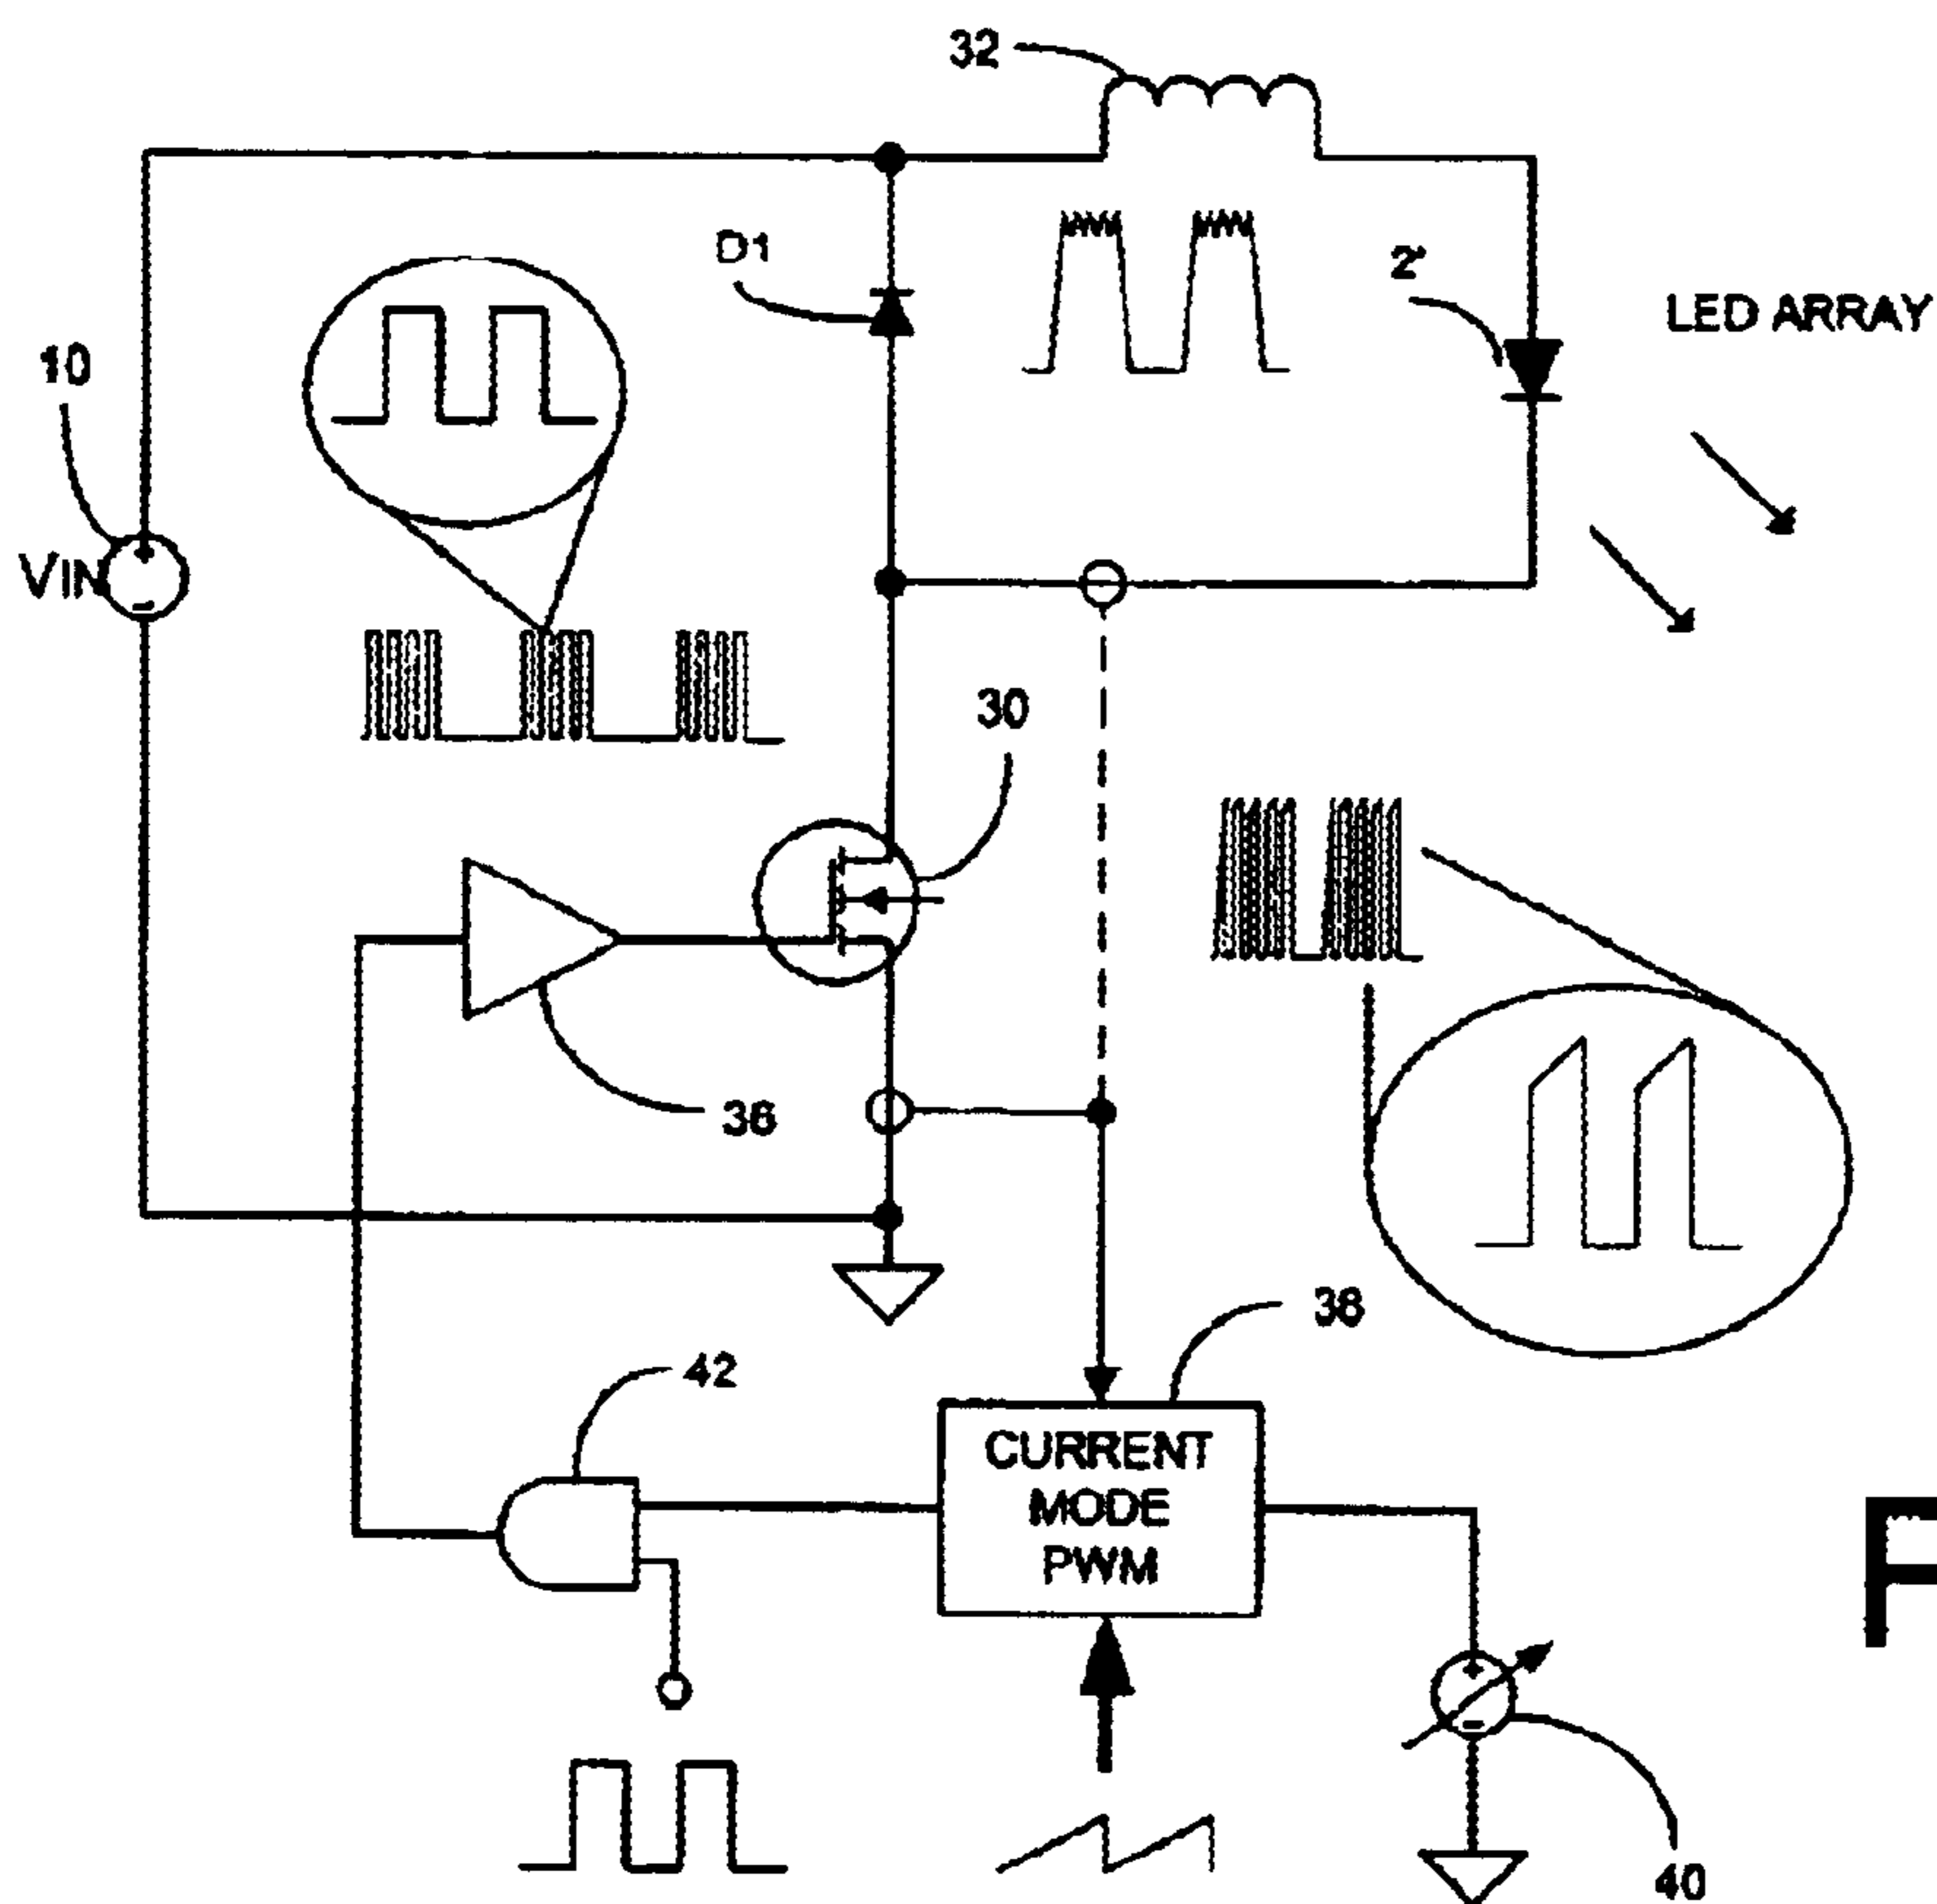 32
D1
2'
LED ARRAY
10
VIN
30
36
38
42
CURRENT
MODE
PWM
F
40